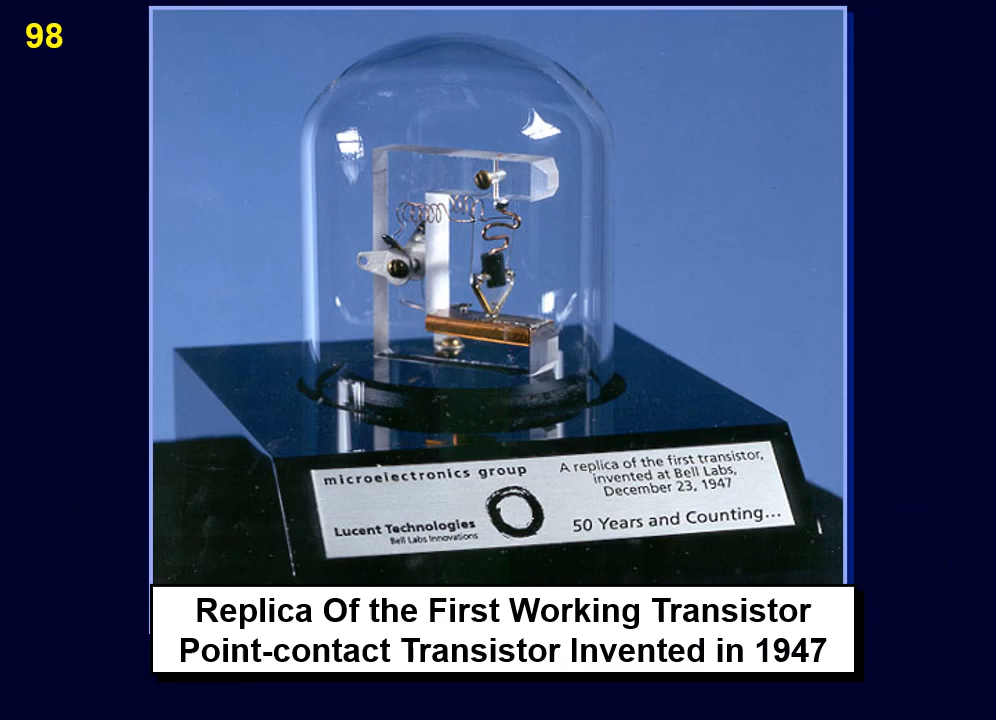 98
microelectronics group
Lucent Technologies
Bell Labs Innovations
A replica of the first transistor,
invented at Bell Labs,
December 23, 1947
50 Years and Counting...
Replica Of the First Working Transistor
Point-contact Transistor Invented in 1947